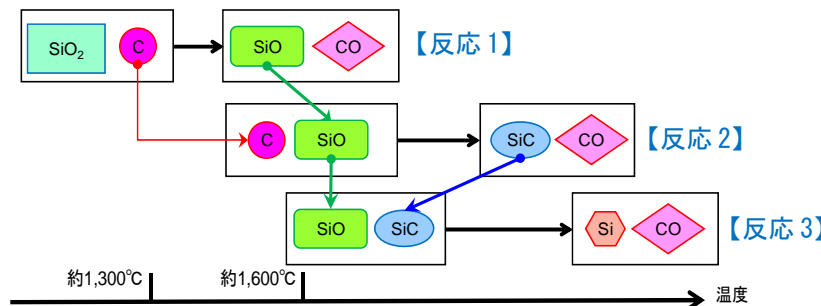 SiO₂ C SiO CO 【反応1】
C SiO SiC CO 【反応2】
SiO SiC Si CO 【反応3】
約1,300℃ 約1,600℃
温度